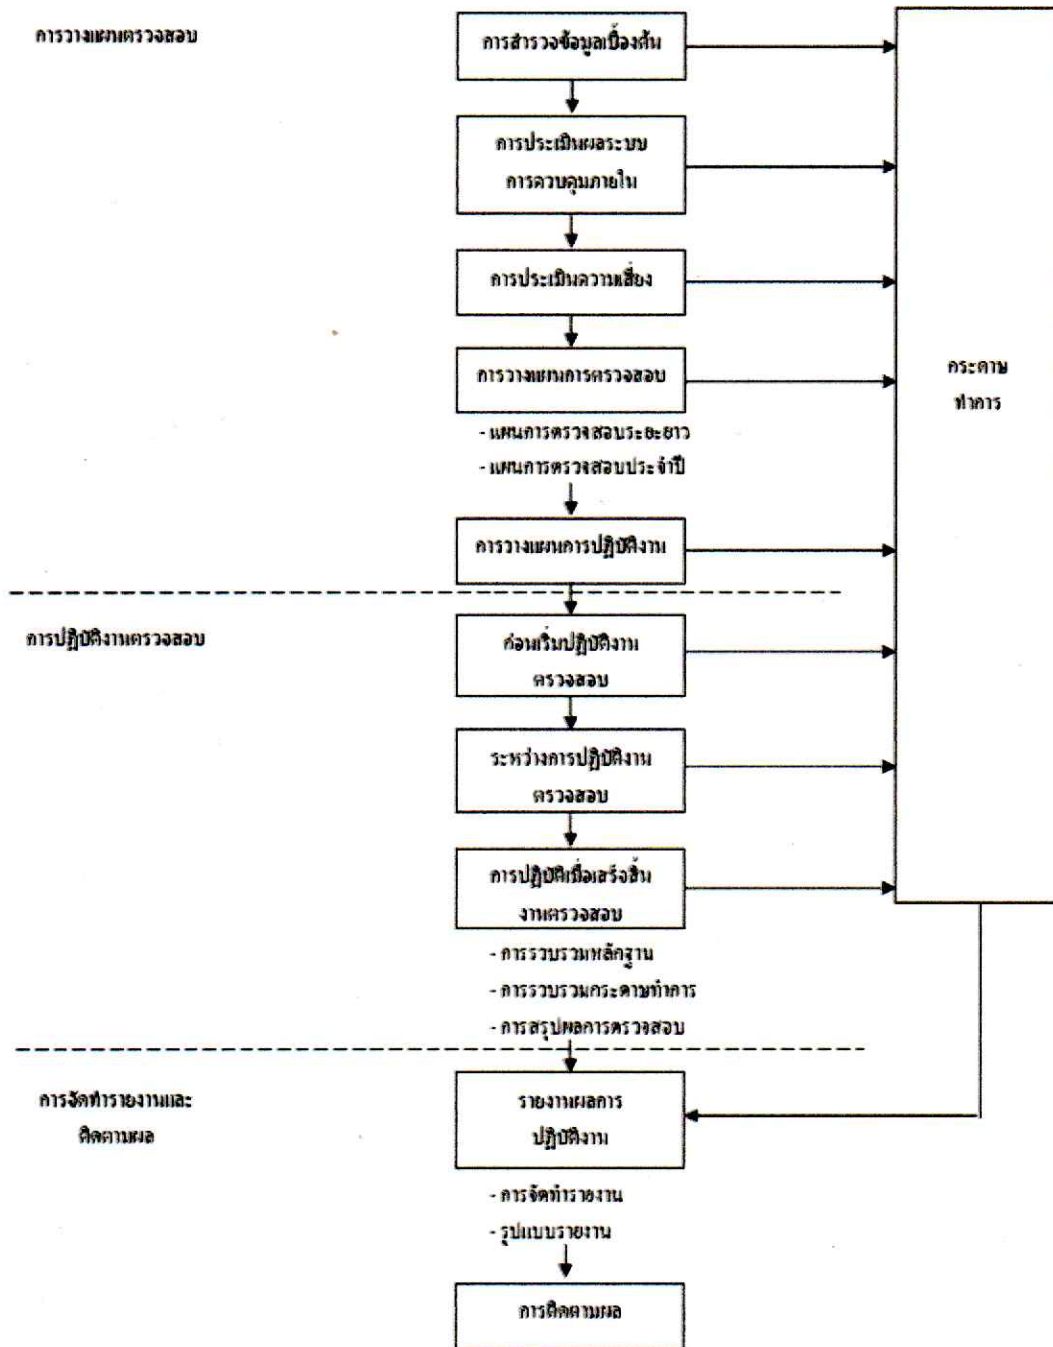 การวางแผนตรวจสอบ
การสำรวจข้อมูลเบื้องต้น
การประเมินผลระบบ
การควบคุมภายใน
การประเมินความเสี่ยง
การวางแผนการตรวจสอบ
- แผนการตรวจสอบระยะยาว
- แผนการตรวจสอบประจำปี
การวางแผนการปฏิบัติงาน
กระดาษ
ทำการ
การปฏิบัติงานตรวจสอบ
ก่อนเริ่มปฏิบัติงาน
ตรวจสอบ
ระหว่างการปฏิบัติงาน
ตรวจสอบ
การปฏิบัติเมื่อเสร็จสิ้น
งานตรวจสอบ
- การรวบรวมหลักฐาน
- การรวบรวมกระดาษทำการ
- การสรุปผลการตรวจสอบ
การจัดทำรายงานและ
ติดตามผล
รายงานผลการ
ปฏิบัติงาน
- การจัดทำรายงาน
- รูปแบบรายงาน
การติดตามผล